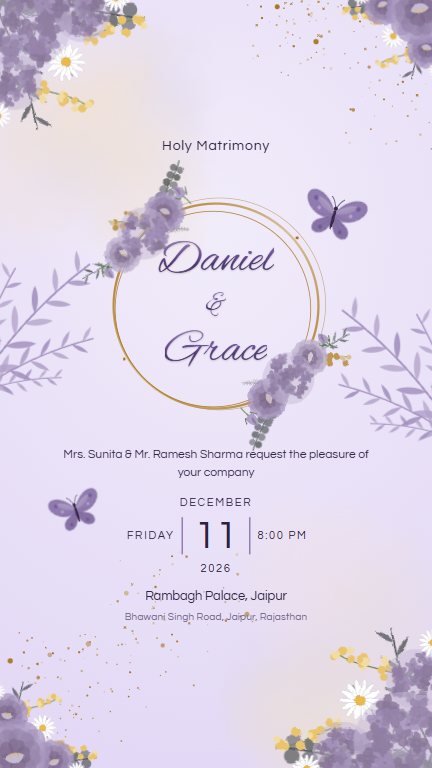 Holy Matrimony
Daniel
&
Grace
Mrs. Sunita & Mr. Ramesh Sharma request the pleasure of
your company
DECEMBER
FRIDAY 11 8:00 PM
2026
Rambagh Palace, Jaipur
Bhawani Singh Road, Jaipur, Rajasthan